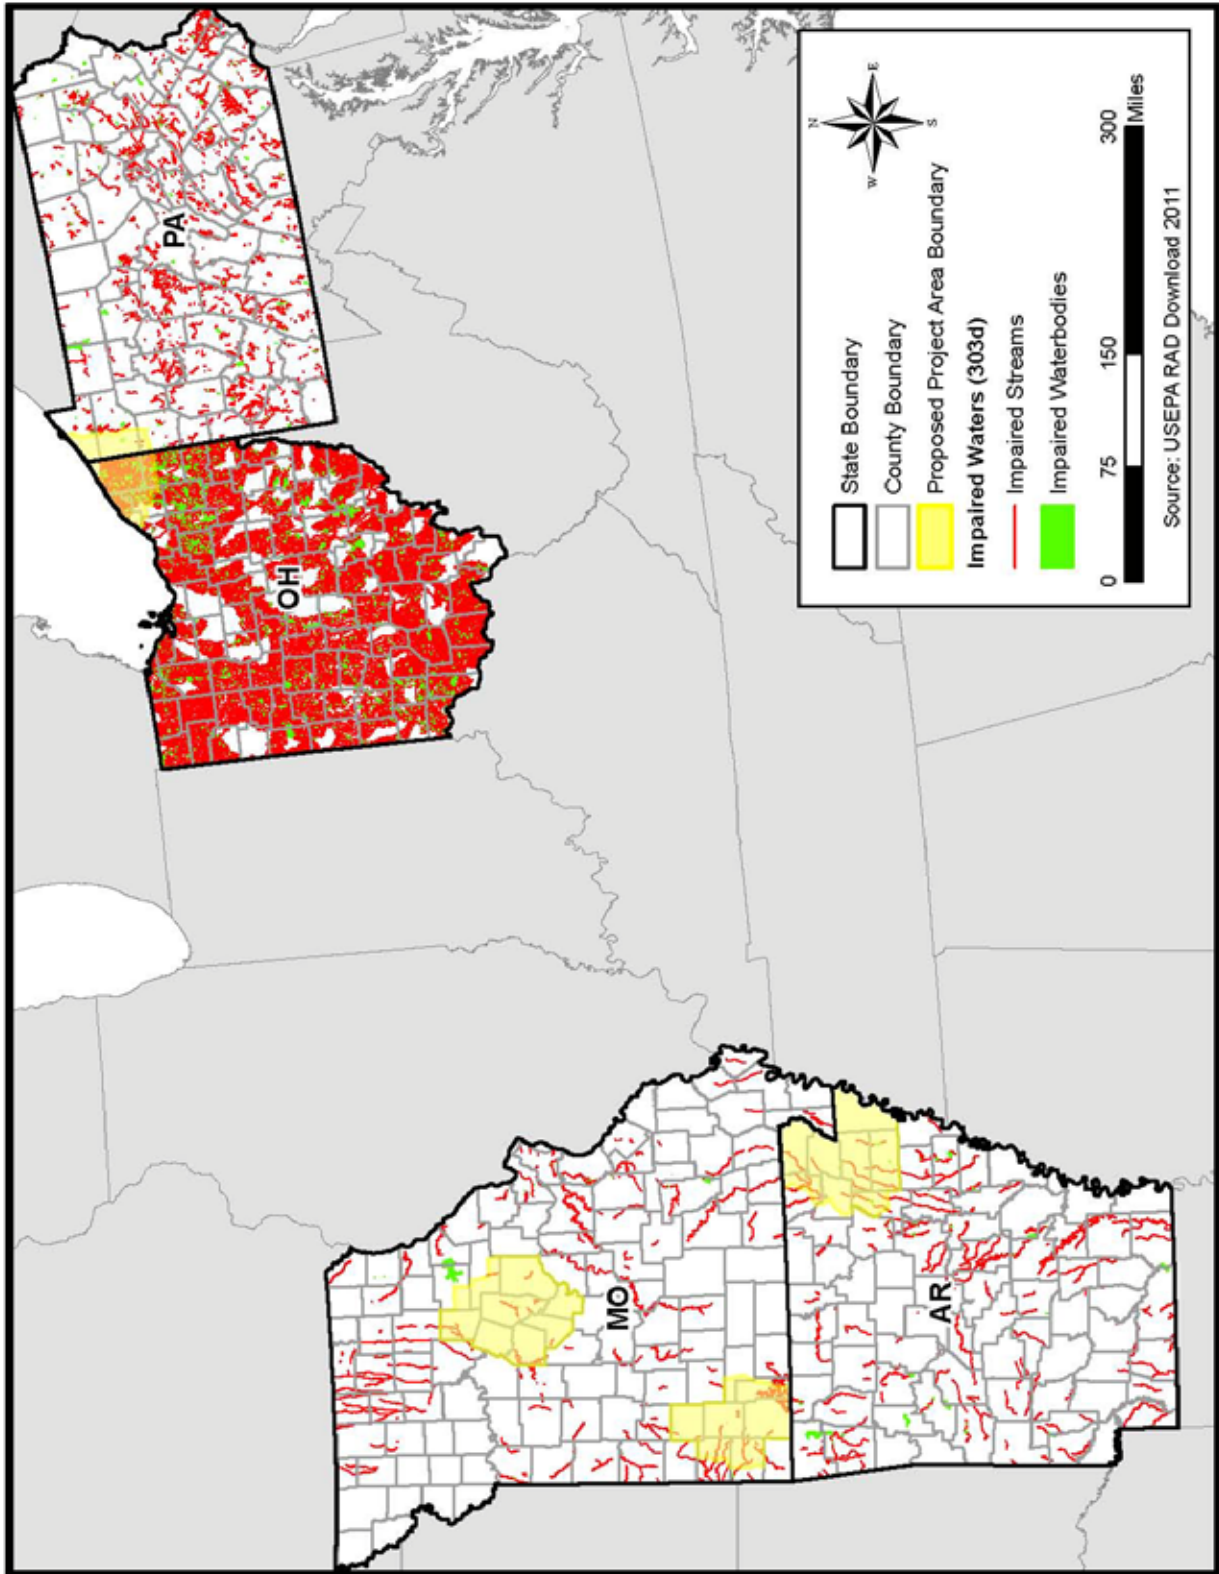 PA
OH
MO
AR
N
W
E
S
State Boundary
County Boundary
Proposed Project Area Boundary
Impaired Waters (303d)
Impaired Streams
Impaired Waterbodies
0 75 150 300
Miles
Source: USEPA RAD Download 2011